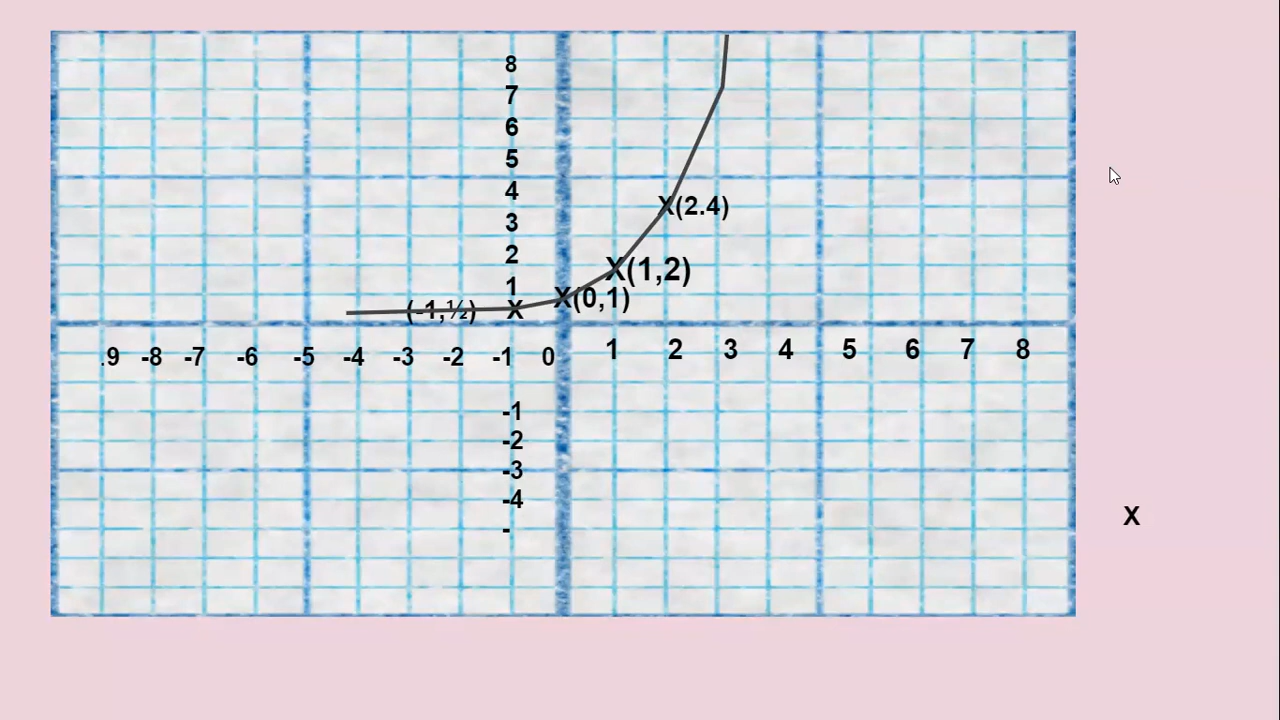 8
7
6
5
4
X(2.4)
3
2
X(1,2)
1
X(0,1)
(-1,½) X
.9 -8 -7 -6 -5 -4 -3 -2 -1 0 1 2 3 4 5 6 7 8
-1
-2
-3
-4
-
X